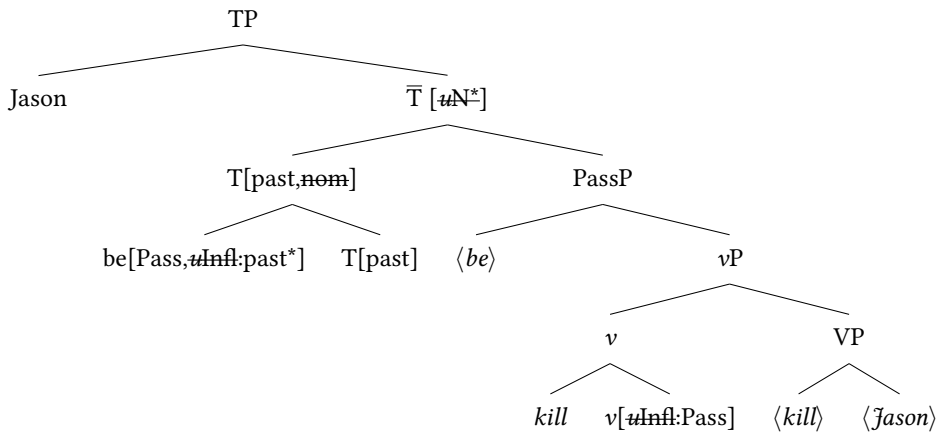 TP
Jason T̅ [uN*]
T[past,nom] PassP
be[Pass,uInfl:past*] T[past] ⟨be⟩ vP
v VP
kill v[uInfl:Pass] ⟨kill⟩ ⟨Jason⟩